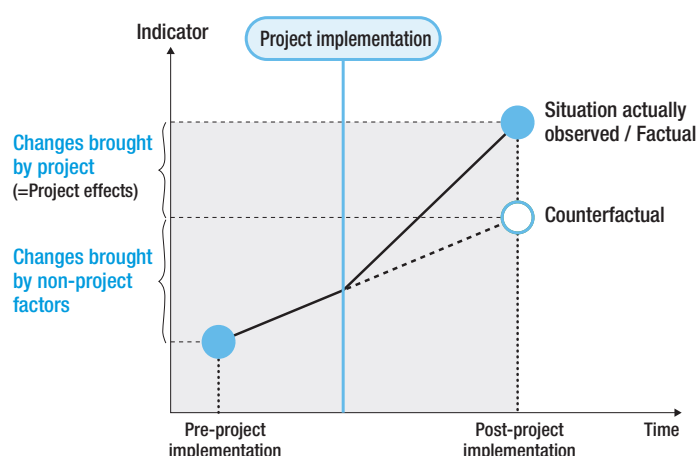 Indicator
Project implementation
Situation actually
observed / Factual
Changes brought
by project
(=Project effects)
Counterfactual
Changes brought
by non-project
factors
Pre-project
implementation
Post-project
implementation
Time